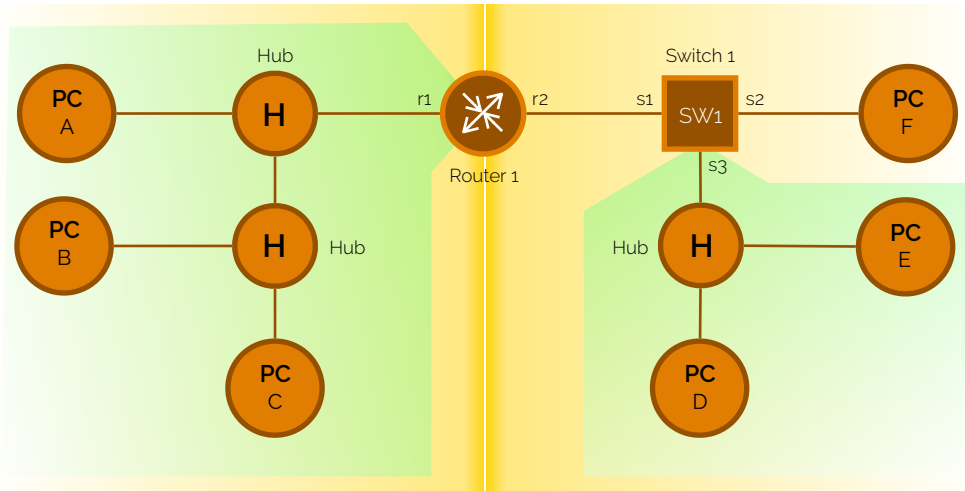 Hub
Switch 1
PC
A
H
r1
r2
s1
SW1
s2
PC
F
Router 1
s3
PC
B
H
Hub
Hub
H
PC
E
PC
C
PC
D